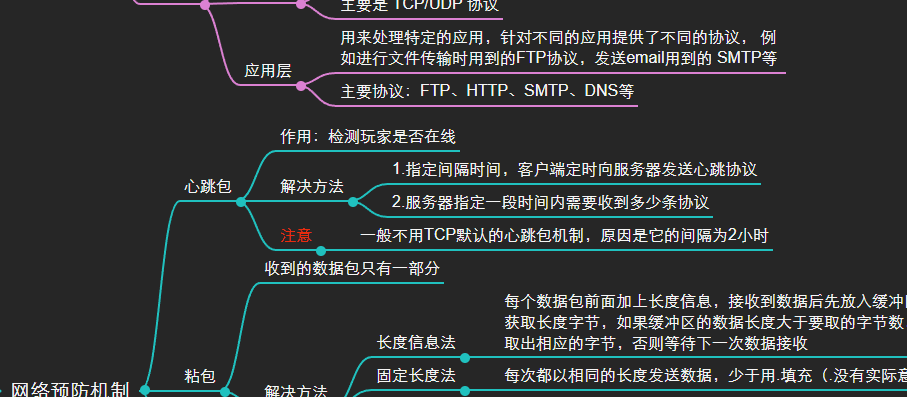 主要是 TCP/UDP 协议
用来处理特定的应用，针对不同的应用提供了不同的协议， 例
如进行文件传输时用到的FTP协议，发送email用到的 SMTP等
应用层
主要协议：FTP、HTTP、SMTP、DNS等
作用：检测玩家是否在线
1.指定间隔时间，客户端定时向服务器发送心跳协议
心跳包
解决方法
2.服务器指定一段时间内需要收到多少条协议
注意
一般不用TCP默认的心跳包机制，原因是它的间隔为2小时
收到的数据包只有一部分
每个数据包前面加上长度信息，接收到数据后先放入缓冲
获取长度字节，如果缓冲区的数据长度大于要取的字节数
取出相应的字节，否则等待下一次数据接收
长度信息法
粘包
固定长度法
每次都以相同的长度发送数据，少于用.填充（.没有实际意
网络预防机制
解决方法